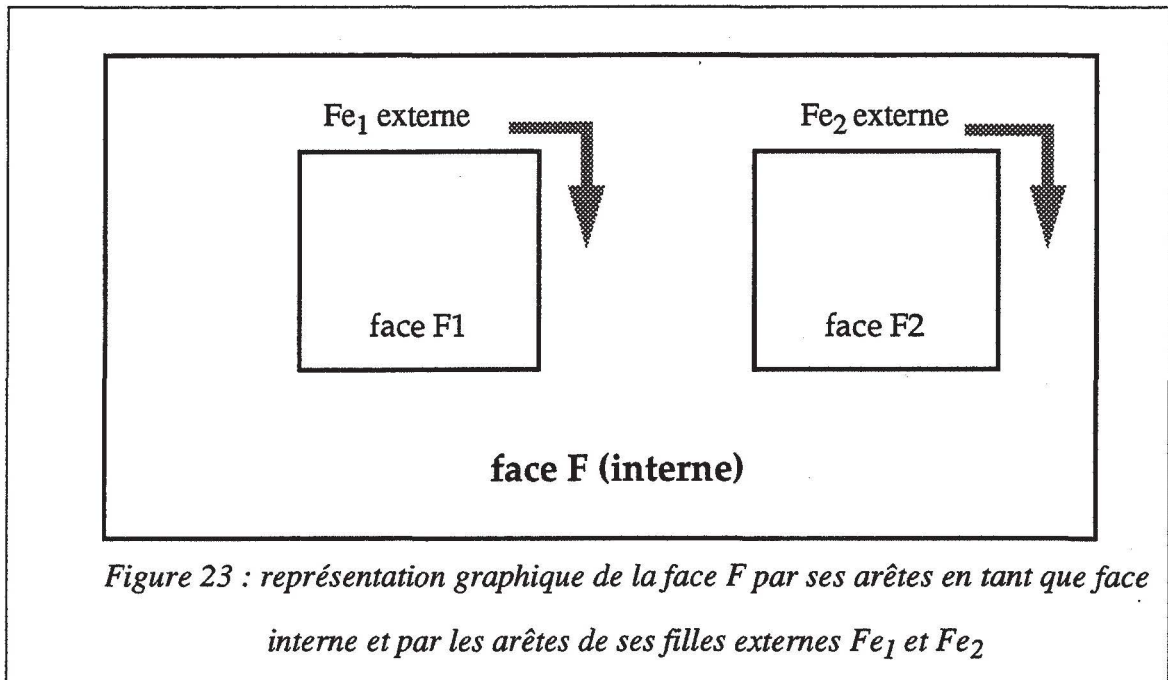 Fe1 externe
Fe2 externe
face F1
face F2
face F (interne)
Figure 23 : représentation graphique de la face F par ses arêtes en tant que face
interne et par les arêtes de ses filles externes Fe1 et Fe2